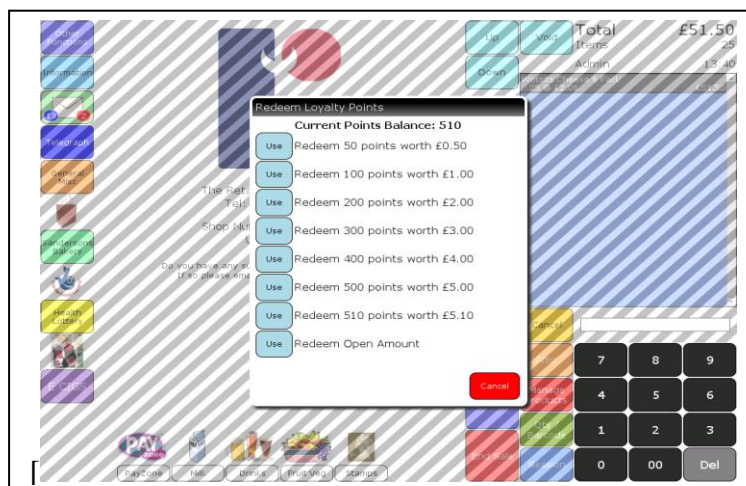 Other
Functions
Information
Telegraph
General
Misc
Sandersons
Bakery
Health
Lottery
E CIGS
The Reta
Tel:
Shop Nu
Do you have any su
If so please ema
Up
Down
Void
Total £51.50
Items 25
Admin 13:40
Redeem Loyalty Points
Current Points Balance: 510
Use Redeem 50 points worth £0.50
Use Redeem 100 points worth £1.00
Use Redeem 200 points worth £2.00
Use Redeem 300 points worth £3.00
Use Redeem 400 points worth £4.00
Use Redeem 500 points worth £5.00
Use Redeem 510 points worth £5.10
Use Redeem Open Amount
Cancel
Cancel
Manage
Products
Qty /
Barcode
End Sale
7 8 9
4 5 6
1 2 3
0 00 Del
PAY
zone
PayZone Milk Drinks Fruit Veg Stamps